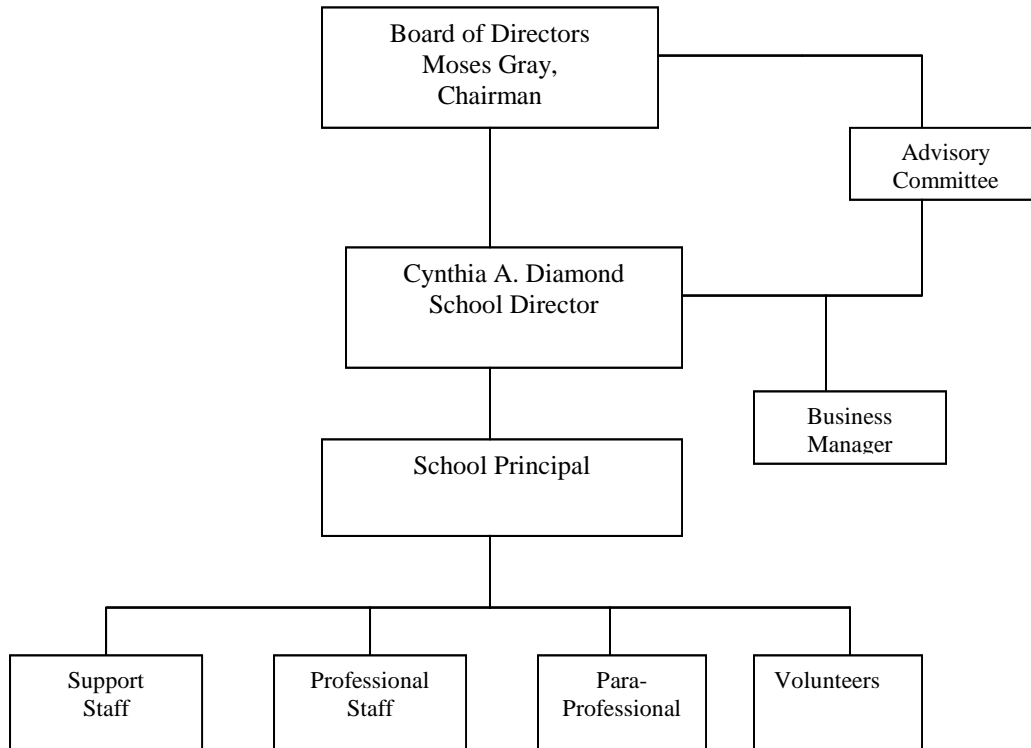 Board of Directors
Moses Gray,
Chairman
Advisory
Committee
Cynthia A. Diamond
School Director
Business
Manager
School Principal
Support
Staff
Professional
Staff
Para-
Professional
Volunteers